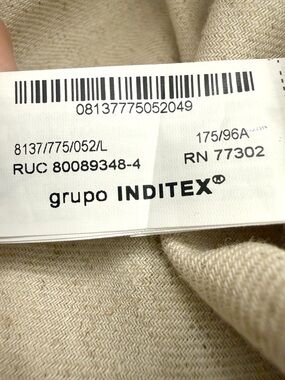 08137775052049
8137/775/052/L 175/96A
RUC 80089348-4 RN 77302
grupo INDITEX®